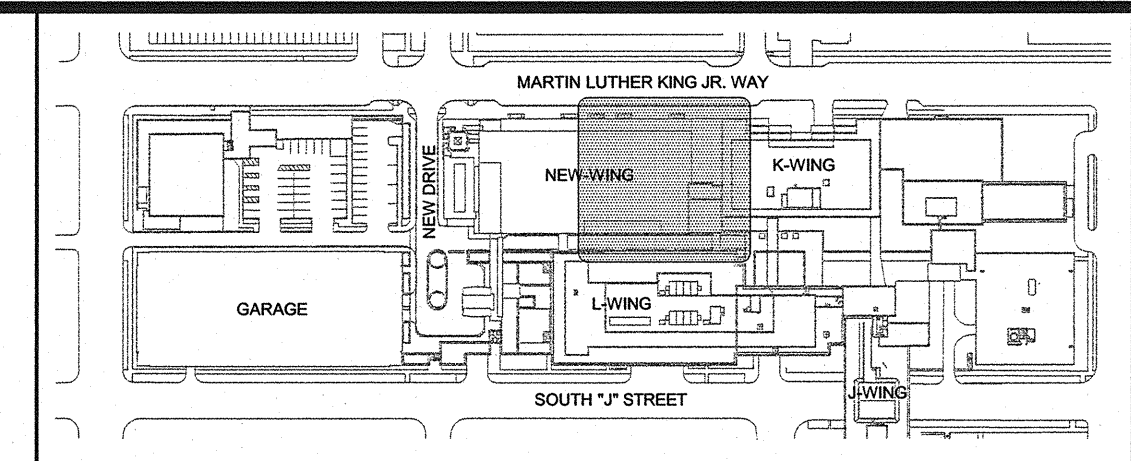 MARTIN LUTHER KING JR. WAY
NEW DRIVE
NEW-WING
K-WING
GARAGE
L-WING
SOUTH "J" STREET
J-WING